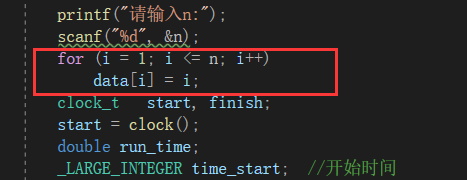 printf("请输入n:");
scanf("%d", &n);
for (i = 1; i <= n; i++)
data[i] = i;
clock_t start, finish;
start = clock();
double run_time;
_LARGE_INTEGER time_start; //开始时间